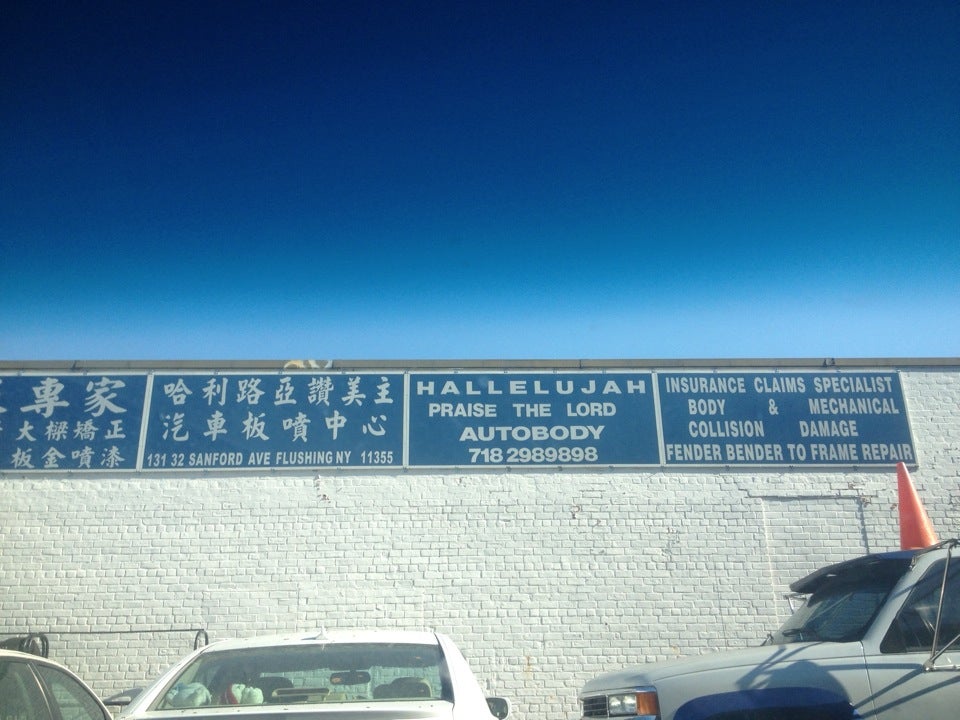 專家
大樑矯正
板金噴漆
哈利路亞讚美主
汽車板噴中心
131 32 SANFORD AVE FLUSHING NY 11355
HALLELUJAH
PRAISE THE LORD
AUTOBODY
718 2989898
INSURANCE CLAIMS SPECIALIST
BODY & MECHANICAL
COLLISION DAMAGE
FENDER BENDER TO FRAME REPAIR